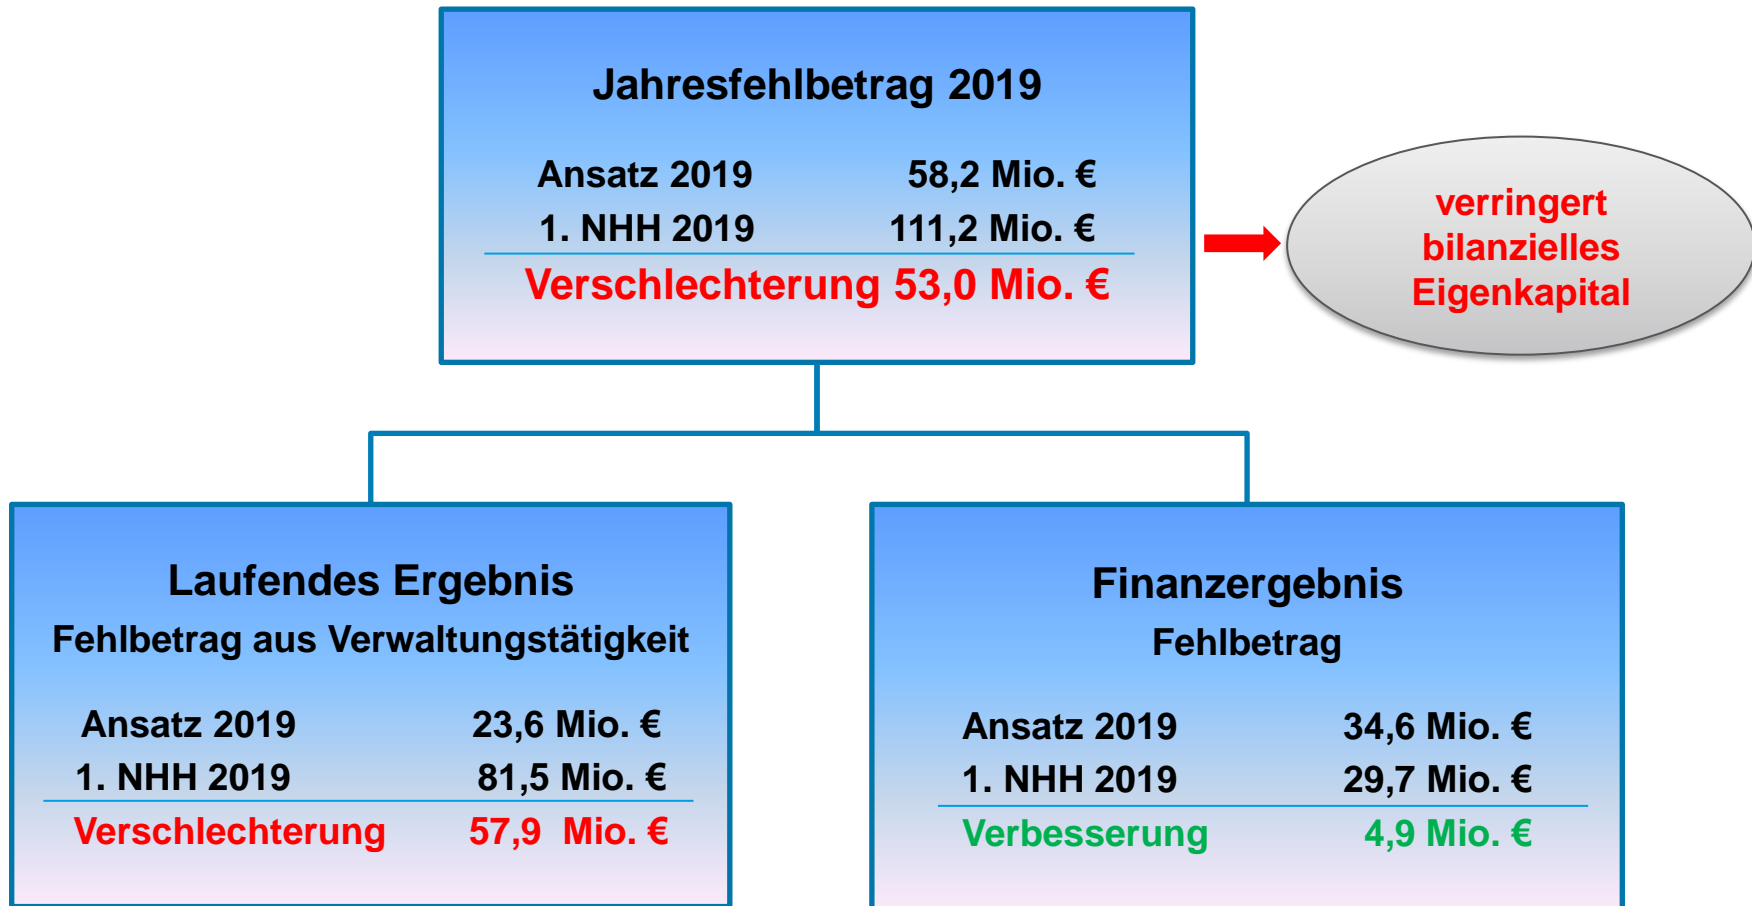 Jahresfehlbetrag 2019
Ansatz 2019 58,2 Mio. €
1. NHH 2019 111,2 Mio. €
Verschlechterung 53,0 Mio. €
verringert
bilanzielles
Eigenkapital
Laufendes Ergebnis
Fehlbetrag aus Verwaltungstätigkeit
Ansatz 2019 23,6 Mio. €
1. NHH 2019 81,5 Mio. €
Verschlechterung 57,9 Mio. €
Finanzergebnis
Fehlbetrag
Ansatz 2019 34,6 Mio. €
1. NHH 2019 29,7 Mio. €
Verbesserung 4,9 Mio. €